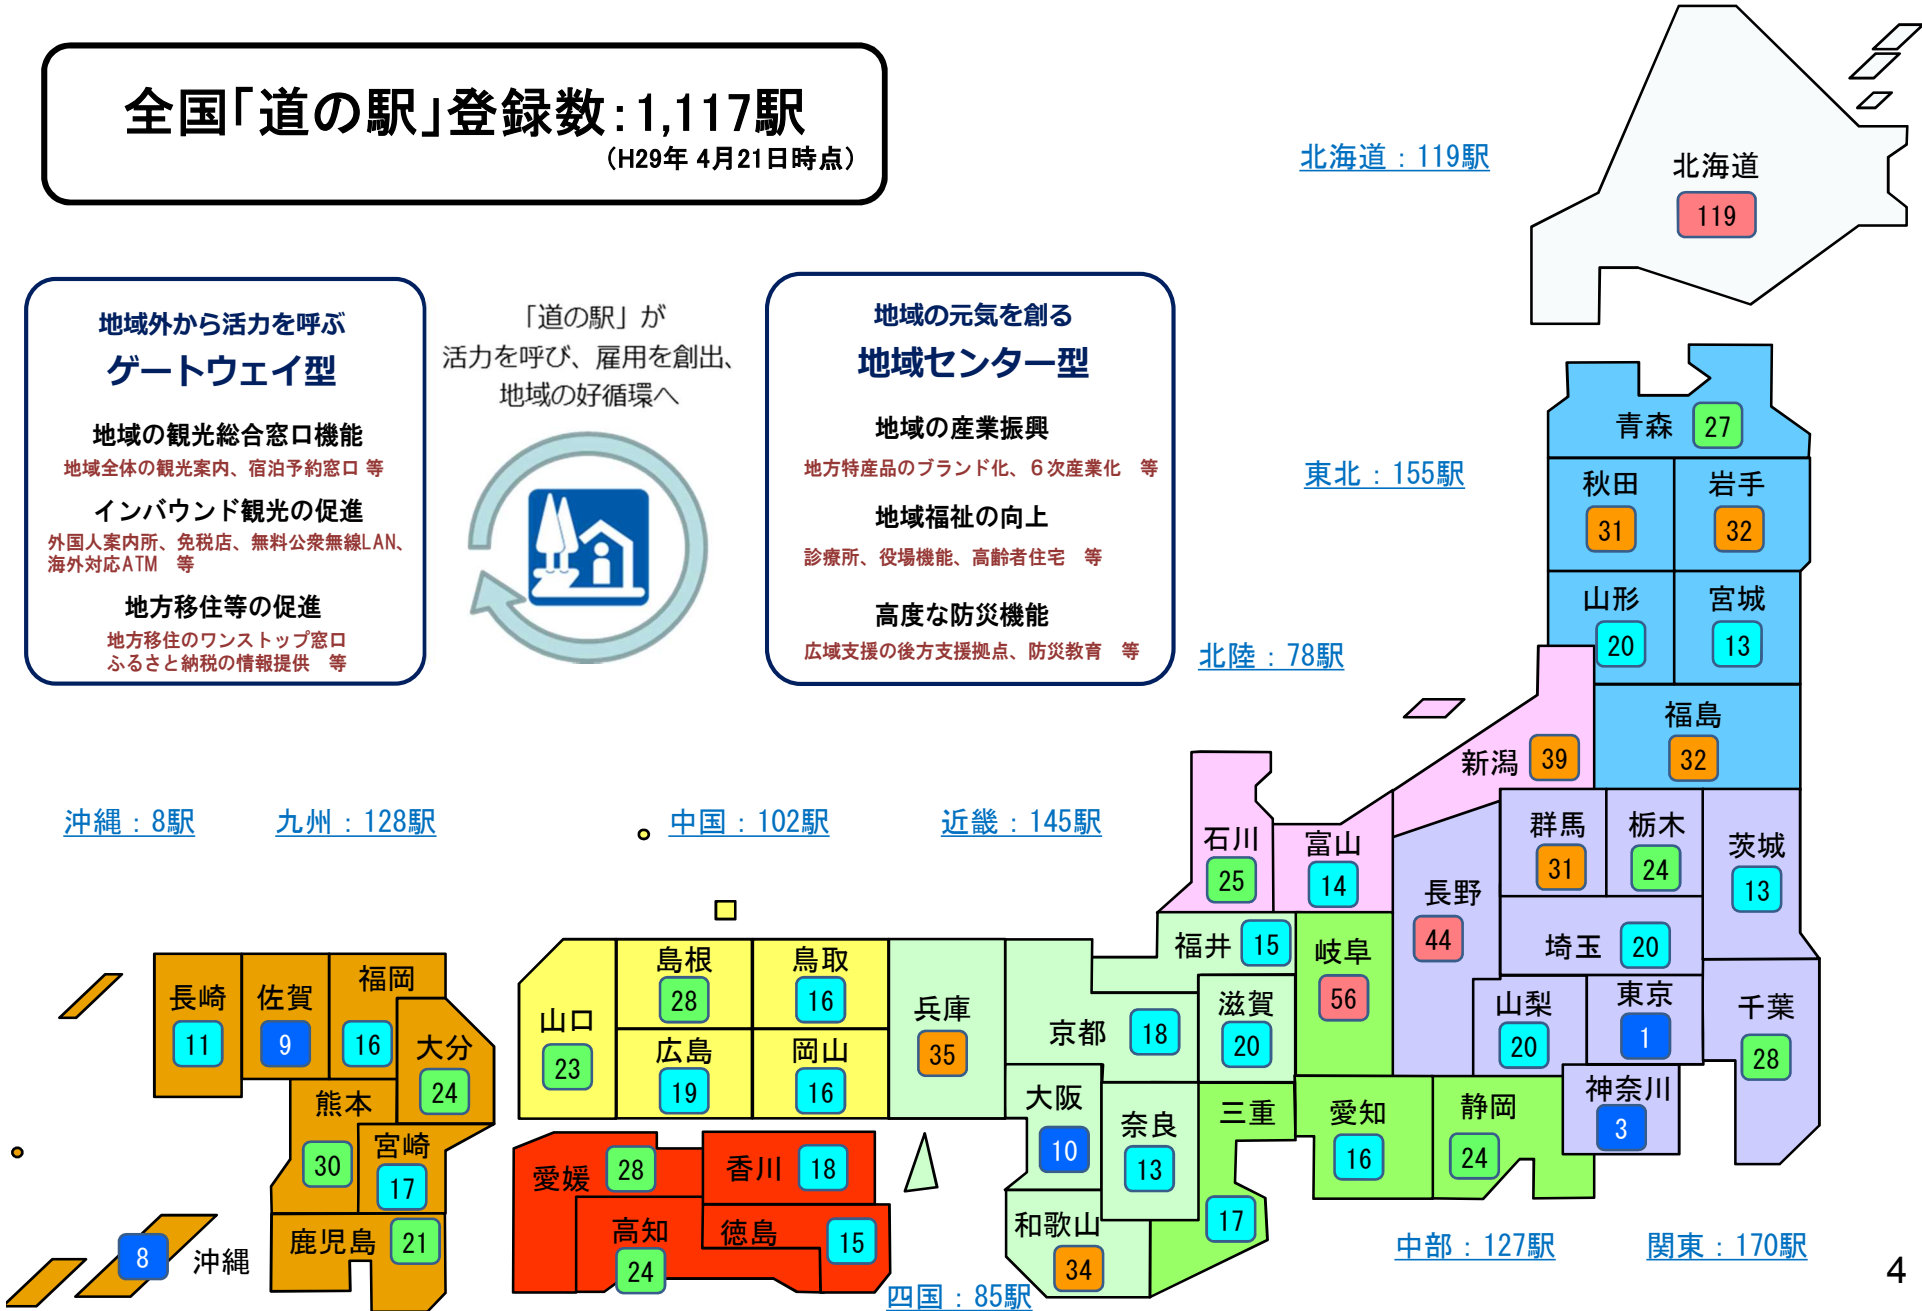 全国「道の駅」登録数：1,117駅
（H29年 4月21日時点）
地域外から活力を呼ぶ
ゲートウェイ型
地域の観光総合窓口機能
地域全体の観光案内、宿泊予約窓口 等
インバウンド観光の促進
外国人案内所、免税店、無料公衆無線LAN、
海外対応ATM　等
地方移住等の促進
地方移住のワンストップ窓口
ふるさと納税の情報提供　等
「道の駅」が
活力を呼び、雇用を創出、
地域の好循環へ
地域の元気を創る
地域センター型
地域の産業振興
地方特産品のブランド化、６次産業化　等
地域福祉の向上
診療所、役場機能、高齢者住宅　等
高度な防災機能
広域支援の後方支援拠点、防災教育　等
北海道：119駅
北海道
119
東北：155駅
青森 27
秋田
31
岩手
32
山形
20
宮城
13
福島
32
北陸：78駅
新潟 39
石川
25
富山
14
関東：170駅
群馬
31
栃木
24
茨城
13
長野
44
埼玉 20
山梨
20
東京
1
千葉
28
神奈川
3
中部：127駅
岐阜
56
愛知
16
静岡
24
三重
17
近畿：145駅
福井 15
滋賀
20
京都 18
兵庫
35
大阪
10
奈良
13
和歌山
34
中国：102駅
鳥取
16
島根
28
岡山
16
広島
19
山口
23
四国：85駅
愛媛 28
香川 18
高知
24
徳島 15
九州：128駅
福岡
16
佐賀
9
長崎
11
大分
24
熊本
30
宮崎
17
鹿児島 21
沖縄：8駅
8 沖縄
4